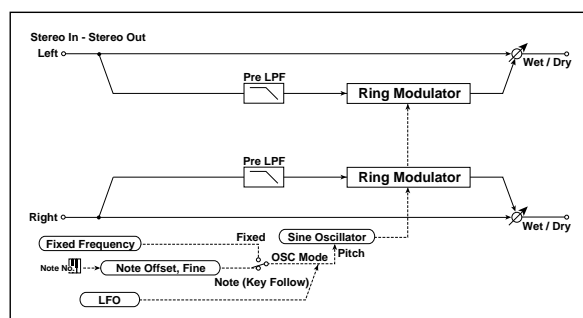 Stereo In - Stereo Out
Left
Wet / Dry
Pre LPF
Ring Modulator
Pre LPF
Ring Modulator
Right
Wet / Dry
Fixed Frequency
Fixed
Sine Oscillator
OSC Mode
Pitch
Note No.
Note Offset, Fine
Note (Key Follow)
LFO